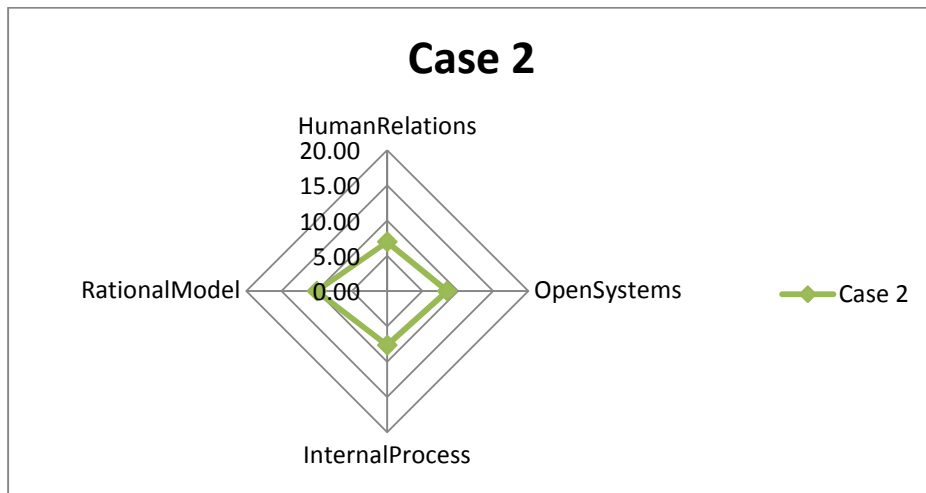 Case 2
HumanRelations
20.00
15.00
10.00
5.00
RationalModel
0.00
OpenSystems
Case 2
InternalProcess